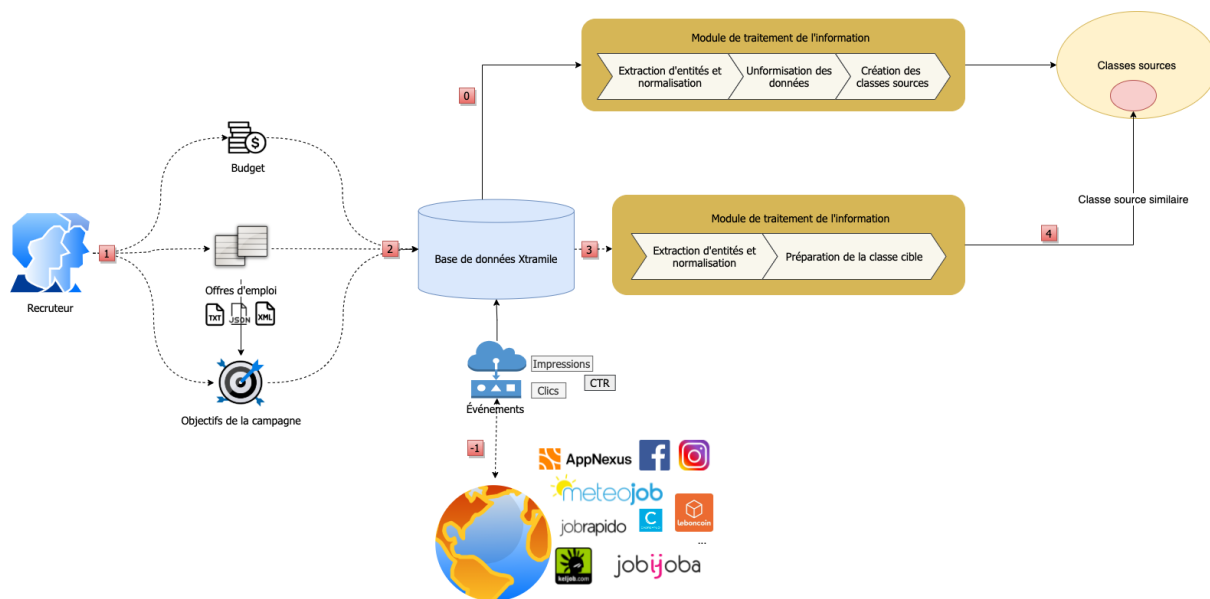 Module de traitement de l'information
Extraction d'entités et
normalisation
Unformisation des
données
Création des
classes sources
Classes sources
0
Budget
Module de traitement de l'information
Classe source similaire
1
2
Base de données Xtramile
3
Extraction d'entités et
normalisation
Préparation de la classe cible
4
Recruteur
Offres d'emploi
TXT
JSON
XML
Impressions
CTR
Clics
Événements
Objectifs de la campagne
-1
AppNexus
meteojob
jobrapido
C
leboncoin
...
keljob.com
jobijoba